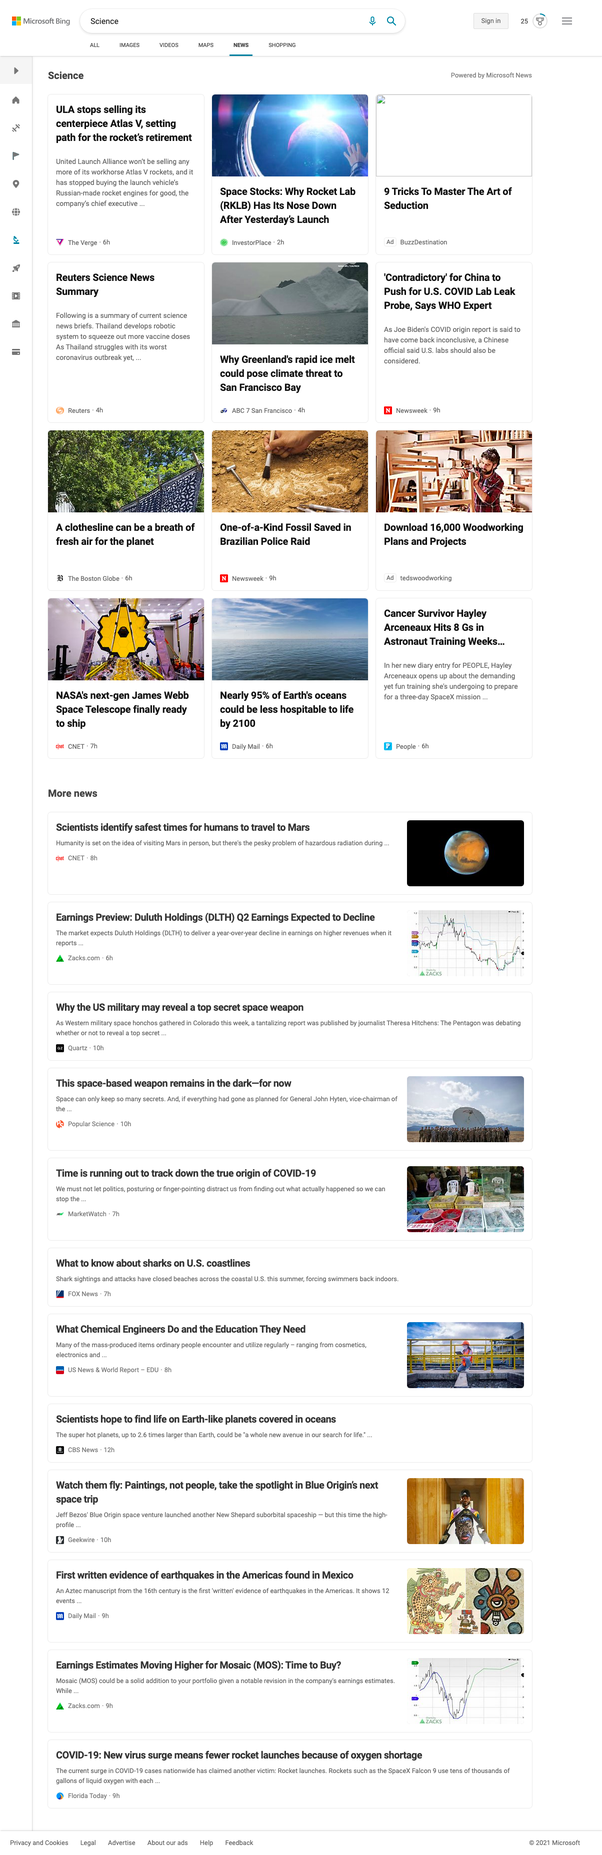 Microsoft Bing
Science
Sign in
25
ALL IMAGES VIDEOS MAPS NEWS SHOPPING
Science
Powered by Microsoft News
ULA stops selling its
centerpiece Atlas V, setting
path for the rocket's retirement
United Launch Alliance won't be selling any
more of its workhorse Atlas V rockets, and it
has stopped buying the launch vehicle's
Russian-made rocket engines for good, the
company's chief executive ...
The Verge · 6h
Space Stocks: Why Rocket Lab
(RKLB) Has Its Nose Down
After Yesterday's Launch
InvestorPlace · 2h
9 Tricks To Master The Art of
Seduction
Ad BuzzDestination
Reuters Science News
Summary
Following is a summary of current science
news briefs. Thailand develops robotic
system to squeeze out more vaccine doses
As Thailand struggles with its worst
coronavirus outbreak yet, ...
Reuters · 4h
Why Greenland's rapid ice melt
could pose climate threat to
San Francisco Bay
ABC 7 San Francisco · 4h
'Contradictory' for China to
Push for U.S. COVID Lab Leak
Probe, Says WHO Expert
As Joe Biden's COVID origin report is said to
have come back inconclusive, a Chinese
official said U.S. labs should also be
considered.
Newsweek · 9h
A clothesline can be a breath of
fresh air for the planet
The Boston Globe · 6h
One-of-a-Kind Fossil Saved in
Brazilian Police Raid
Newsweek · 9h
Download 16,000 Woodworking
Plans and Projects
Ad tedswoodworking
NASA's next-gen James Webb
Space Telescope finally ready
to ship
CNET · 7h
Nearly 95% of Earth's oceans
could be less hospitable to life
by 2100
Daily Mail · 6h
Cancer Survivor Hayley
Arceneaux Hits 8 Gs in
Astronaut Training Weeks...
In her new diary entry for PEOPLE, Hayley
Arceneaux opens up about the demanding
yet fun training she's undergoing to prepare
for a three-day SpaceX mission ...
People · 6h
More news
Scientists identify safest times for humans to travel to Mars
Humanity is set on the idea of visiting Mars in person, but there's the pesky problem of hazardous radiation during ...
CNET · 8h
Earnings Preview: Duluth Holdings (DLTH) Q2 Earnings Expected to Decline
The market expects Duluth Holdings (DLTH) to deliver a year-over-year decline in earnings on higher revenues when it
reports ...
Zacks.com · 6h
ZACKS
Why the US military may reveal a top secret space weapon
As Western military space honchos gathered in Colorado this week, a tantalizing report was published by journalist Theresa Hitchens: The Pentagon was debating
whether or not to reveal a top secret ...
Quartz · 10h
This space-based weapon remains in the dark—for now
Space can only keep so many secrets. And, if everything had gone as planned for General John Hyten, vice-chairman of
the ...
Popular Science · 10h
Time is running out to track down the true origin of COVID-19
We must not let politics, posturing or finger-pointing distract us from finding out what actually happened so we can
stop the ...
MarketWatch · 7h
What to know about sharks on U.S. coastlines
Shark sightings and attacks have closed beaches across the coastal U.S. this summer, forcing swimmers back indoors.
FOX News · 7h
What Chemical Engineers Do and the Education They Need
Many of the mass-produced items ordinary people encounter and utilize regularly – ranging from cosmetics,
electronics and ...
US News & World Report – EDU · 8h
Scientists hope to find life on Earth-like planets covered in oceans
The super hot planets, up to 2.6 times larger than Earth, could be "a whole new avenue in our search for life." ...
CBS News · 12h
Watch them fly: Paintings, not people, take the spotlight in Blue Origin's next
space trip
Jeff Bezos' Blue Origin space venture launched another New Shepard suborbital spaceship — but this time the high-
profile ...
Geekwire · 10h
First written evidence of earthquakes in the Americas found in Mexico
An Aztec manuscript from the 16th century is the first 'written' evidence of earthquakes in the Americas. It shows 12
events ...
Daily Mail · 9h
Earnings Estimates Moving Higher for Mosaic (MOS): Time to Buy?
Mosaic (MOS) could be a solid addition to your portfolio given a notable revision in the company's earnings estimates.
While ...
Zacks.com · 9h
ZACKS
COVID-19: New virus surge means fewer rocket launches because of oxygen shortage
The current surge in COVID-19 cases nationwide has claimed another victim: Rocket launches. Rockets such as the SpaceX Falcon 9 use tens of thousands of
gallons of liquid oxygen with each ...
Florida Today · 9h
Privacy and Cookies Legal Advertise About our ads Help Feedback
© 2021 Microsoft